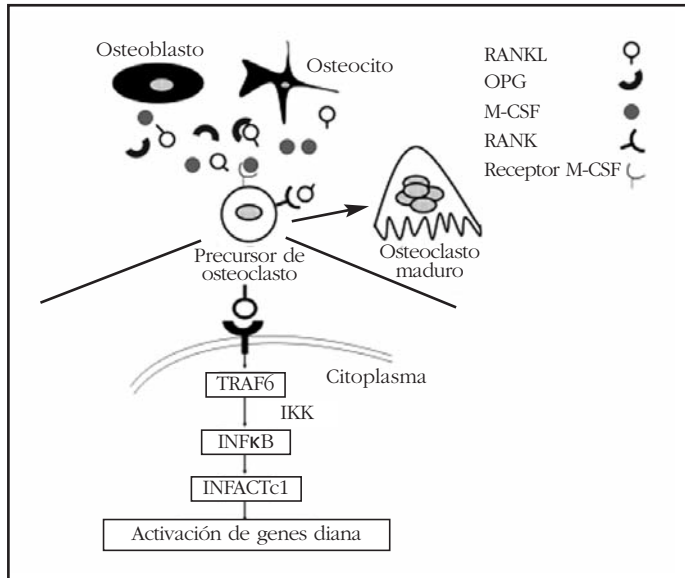 Osteoblasto
Osteocito
RANKL
OPG
M-CSF
RANK
Receptor M-CSF
Precursor de
osteoclasto
Osteoclasto
maduro
Citoplasma
TRAF6
IKK
INFκB
INFACTc1
Activación de genes diana